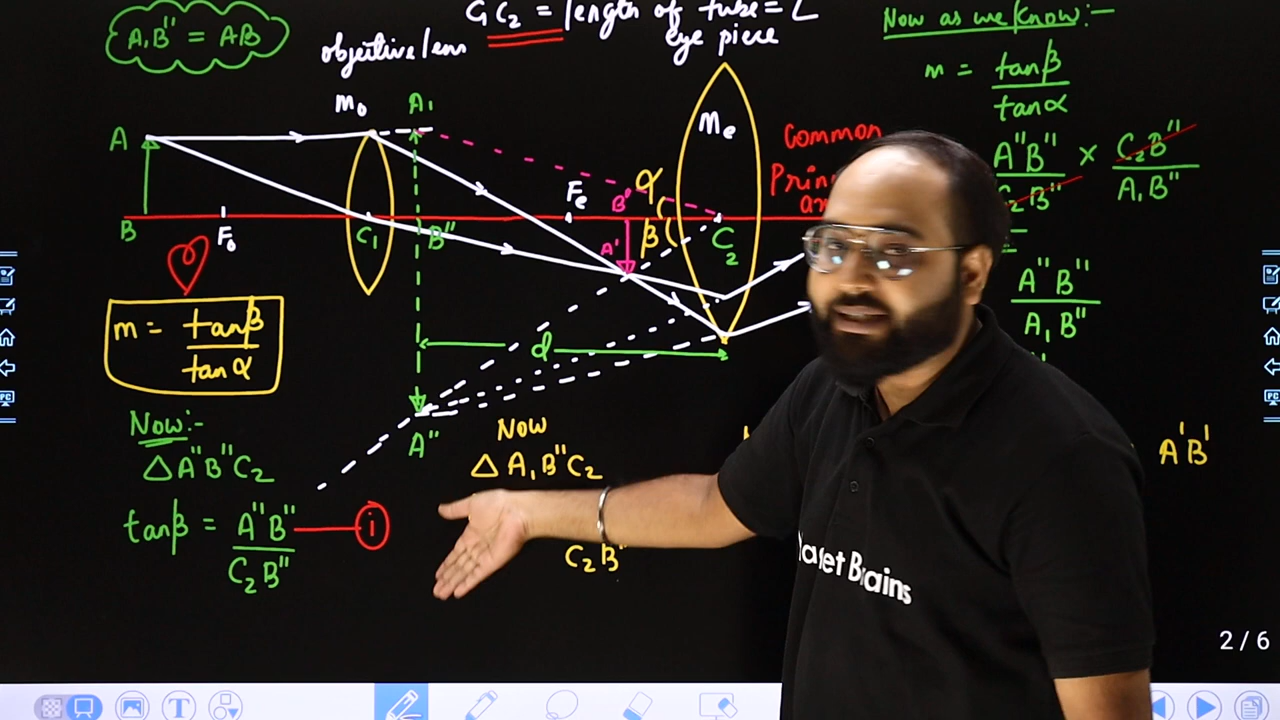 C₁C₂ = length of tube = L
A₁B" = AB
objective lens
eye piece
Now as we know:-
m = tanβ / tanα
m₀
A₁
A
mₑ
Common
α
B'
Fₑ
B
F₀
C₁
B"
A'
β
C₂
A"B" × C₂B"
C₂B" A₁B"
=
A"B"
A₁B"
m = tanβ / tanα
d
A"
Now:-
△A"B"C₂
Now
△A₁B"C₂
A'B'
tanβ = A"B" / C₂B"
i
C₂B"
2 / 6
T